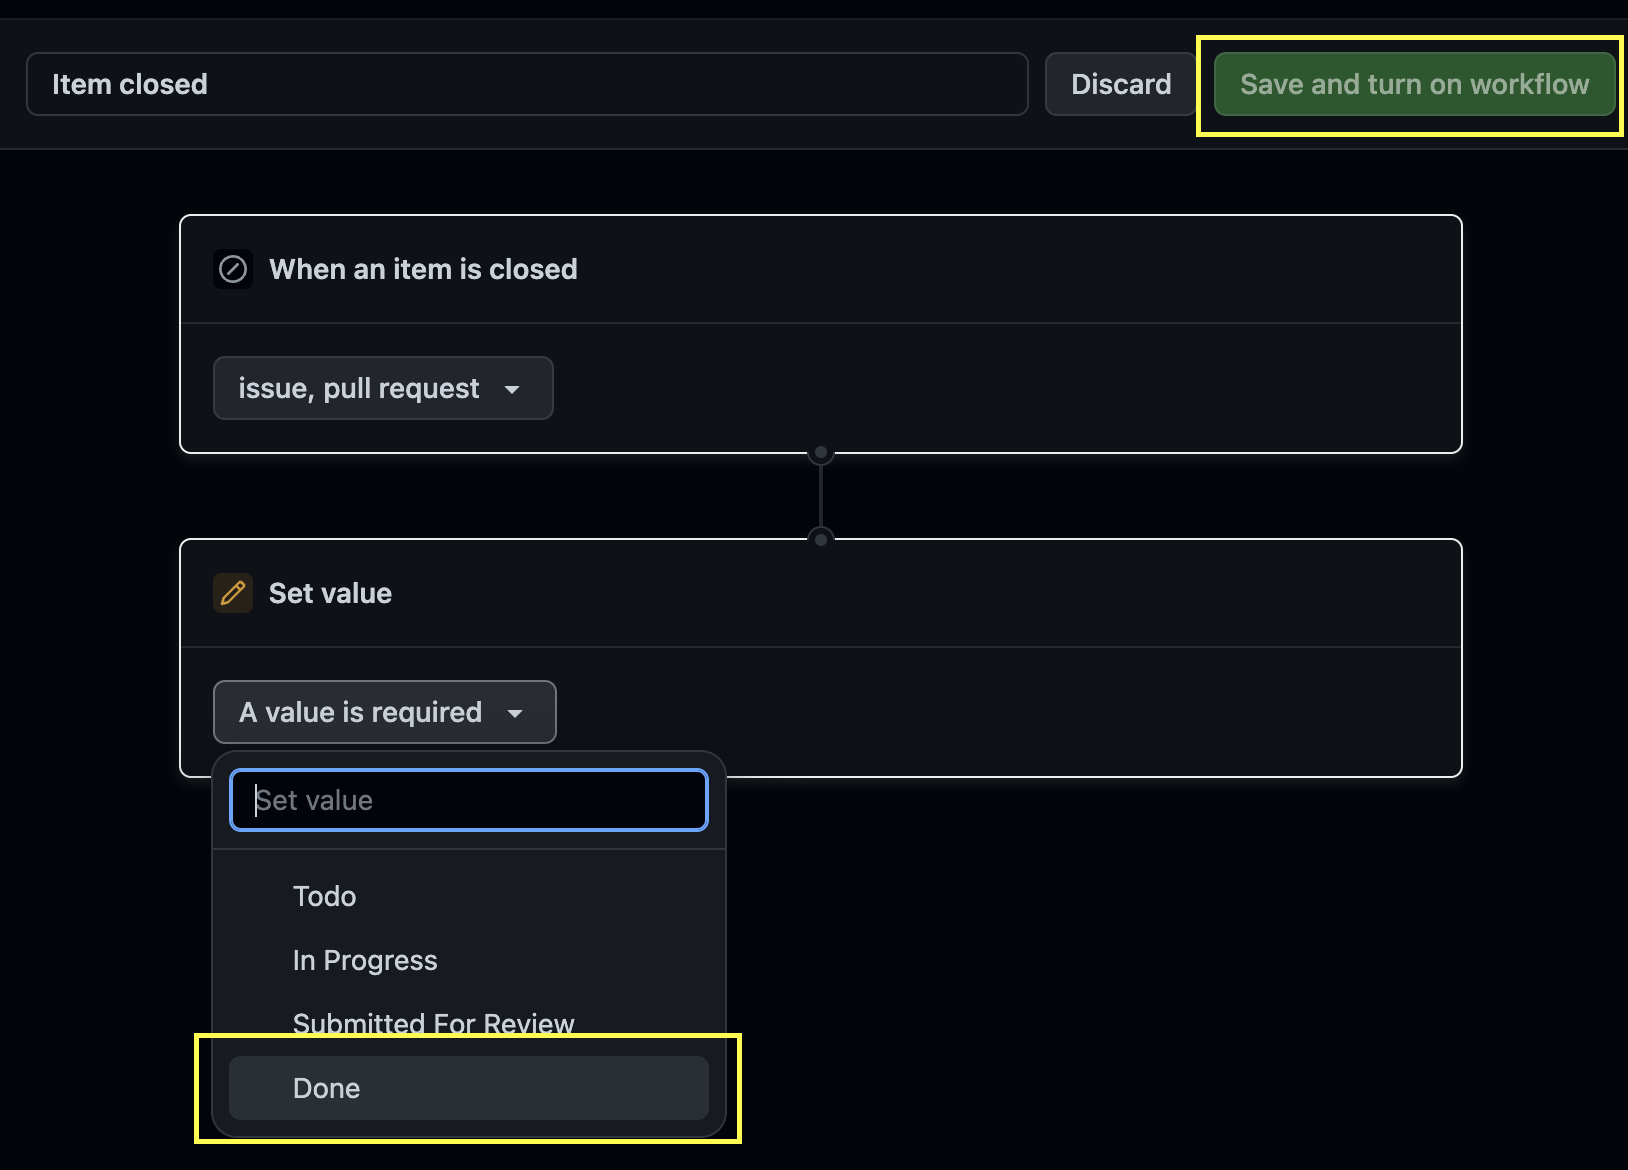 Item closed
Discard
Save and turn on workflow
When an item is closed
issue, pull request
Set value
A value is required
Set value
Todo
In Progress
Submitted For Review
Done